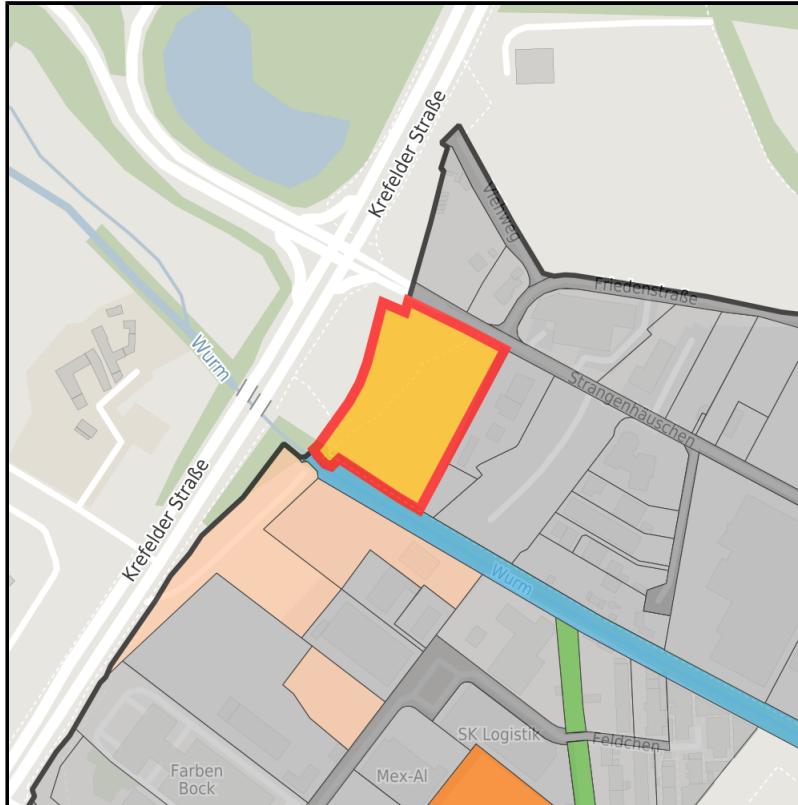 Krefelder Straße
Viehweg
Friedenstraße
Wurm
Strangenhäuschen
Krefelder Straße
Wurm
SK Logistik
Feldchen
Farben
Bock
Mex-Al